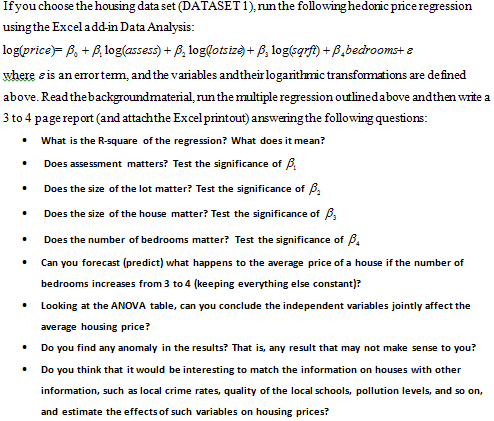 If you choose the housing data set (DATASET 1), run the following hedonic price regression
using the Excel add-in Data Analysis:
log(price)= β₀ + β₁ log(assess) + β₂ log(lotsize) + β₃ log(sqrft) + β₄ bedrooms + ε
where ε is an error term, and the variables and their logarithmic transformations are defined
above. Read the background material, run the multiple regression outlined above and then write a
3 to 4 page report (and attach the Excel printout) answering the following questions:
• What is the R-square of the regression? What does it mean?
• Does assessment matters? Test the significance of β₁
• Does the size of the lot matter? Test the significance of β₂
• Does the size of the house matter? Test the significance of β₃
• Does the number of bedrooms matter? Test the significance of β₄
• Can you forecast (predict) what happens to the average price of a house if the number of
bedrooms increases from 3 to 4 (keeping everything else constant)?
• Looking at the ANOVA table, can you conclude the independent variables jointly affect the
average housing price?
• Do you find any anomaly in the results? That is, any result that may not make sense to you?
• Do you think that it would be interesting to match the information on houses with other
information, such as local crime rates, quality of the local schools, pollution levels, and so on,
and estimate the effects of such variables on housing prices?